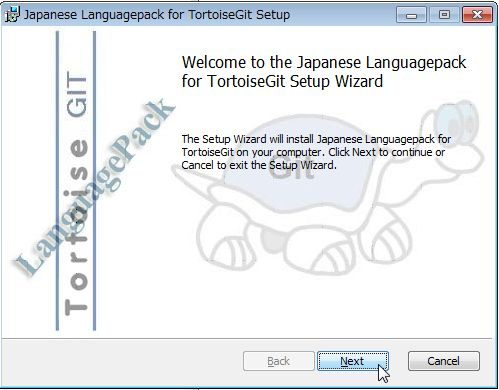 Japanese Languagepack for TortoiseGit Setup
Welcome to the Japanese Languagepack
for TortoiseGit Setup Wizard
The Setup Wizard will install Japanese Languagepack for
TortoiseGit on your computer. Click Next to continue or
Cancel to exit the Setup Wizard.
Tortoise GIT
LanguagePack
Git
Back
Next
Cancel